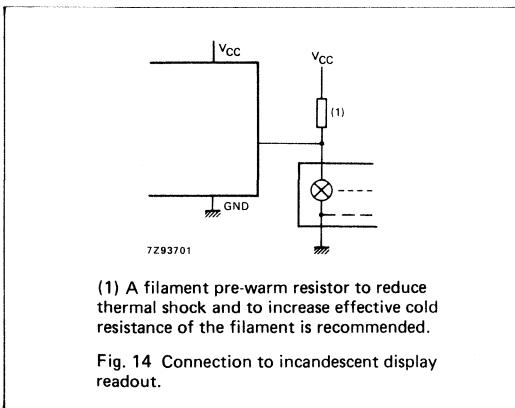 VCC
VCC
(1)
GND
7Z93701
(1) A filament pre-warm resistor to reduce
thermal shock and to increase effective cold
resistance of the filament is recommended.
Fig. 14 Connection to incandescent display
readout.